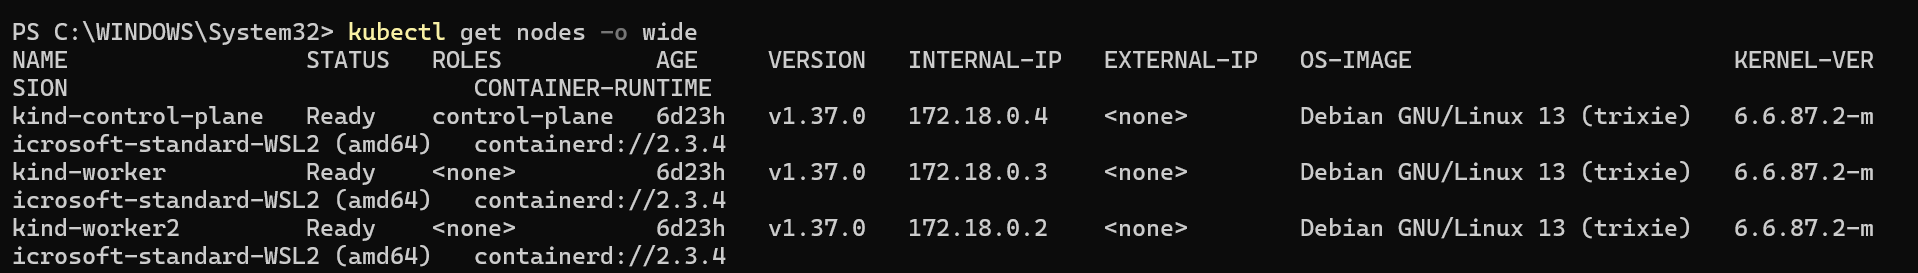 PS C:\WINDOWS\System32> kubectl get nodes -o wide
NAME                 STATUS   ROLES           AGE     VERSION   INTERNAL-IP   EXTERNAL-IP   OS-IMAGE                       KERNEL-VER
SION                             CONTAINER-RUNTIME
kind-control-plane   Ready    control-plane   6d23h   v1.37.0   172.18.0.4    <none>        Debian GNU/Linux 13 (trixie)   6.6.87.2-m
icrosoft-standard-WSL2 (amd64)   containerd://2.3.4
kind-worker          Ready    <none>          6d23h   v1.37.0   172.18.0.3    <none>        Debian GNU/Linux 13 (trixie)   6.6.87.2-m
icrosoft-standard-WSL2 (amd64)   containerd://2.3.4
kind-worker2         Ready    <none>          6d23h   v1.37.0   172.18.0.2    <none>        Debian GNU/Linux 13 (trixie)   6.6.87.2-m
icrosoft-standard-WSL2 (amd64)   containerd://2.3.4